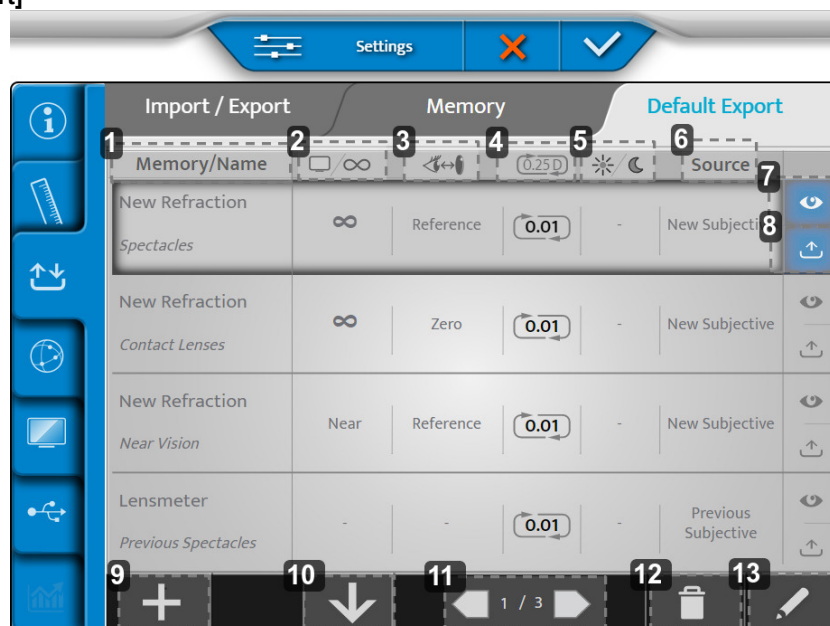 t]
Settings
Import / Export Memory Default Export
1 2 3 4 5 6
Memory/Name 0.25 D Source
7
New Refraction
Spectacles
∞ Reference 0.01 - New Subjecti
8
New Refraction
Contact Lenses
∞ Zero 0.01 - New Subjective
New Refraction
Near Vision
Near Reference 0.01 - New Subjective
Lensmeter
Previous Spectacles
- - 0.01 - Previous
Subjective
9 10 11 12 13
1 / 3